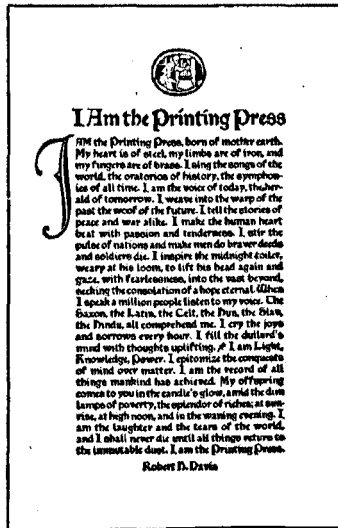 I Am the Printing Press
I AM the Printing Press, born of mother earth.
My heart is of steel, my limbs are of iron, and
my fingers are of brass. I sing the songs of the
world, the oratorios of history, the symphon-
ies of all time. I am the voice of today, the her-
ald of tomorrow. I weave into the warp of the
past the woof of the future. I tell the stories of
peace and war alike. I make the human heart
beat with passion and tenderness. I stir the
pulse of nations and make men do braver deeds
and soldiers die. I inspire the midnight toiler,
weary at his loom, to lift his head again and
gaze, with fearlessness, into the vast beyond,
seeking the consolation of a hope eternal. When
I speak a million people listen to my voice. The
Saxon, the Latin, the Celt, the Hun, the Slav,
the Hindu, all comprehend me. I cry the joys
and sorrows every hour. I fill the dullard's
mind with thoughts uplifting. I am Light,
Knowledge, Power. I epitomize the conquests
of mind over matter. I am the record of all
things mankind has achieved. My offspring
comes to you in the candle's glow, amid the dim
lamps of poverty, the splendor of riches; at sun-
rise, at high noon, and in the waning evening. I
am the laughter and the tears of the world,
and I shall never die until all things return to
the immutable dust. I am the Printing Press.
Robert H. Davis